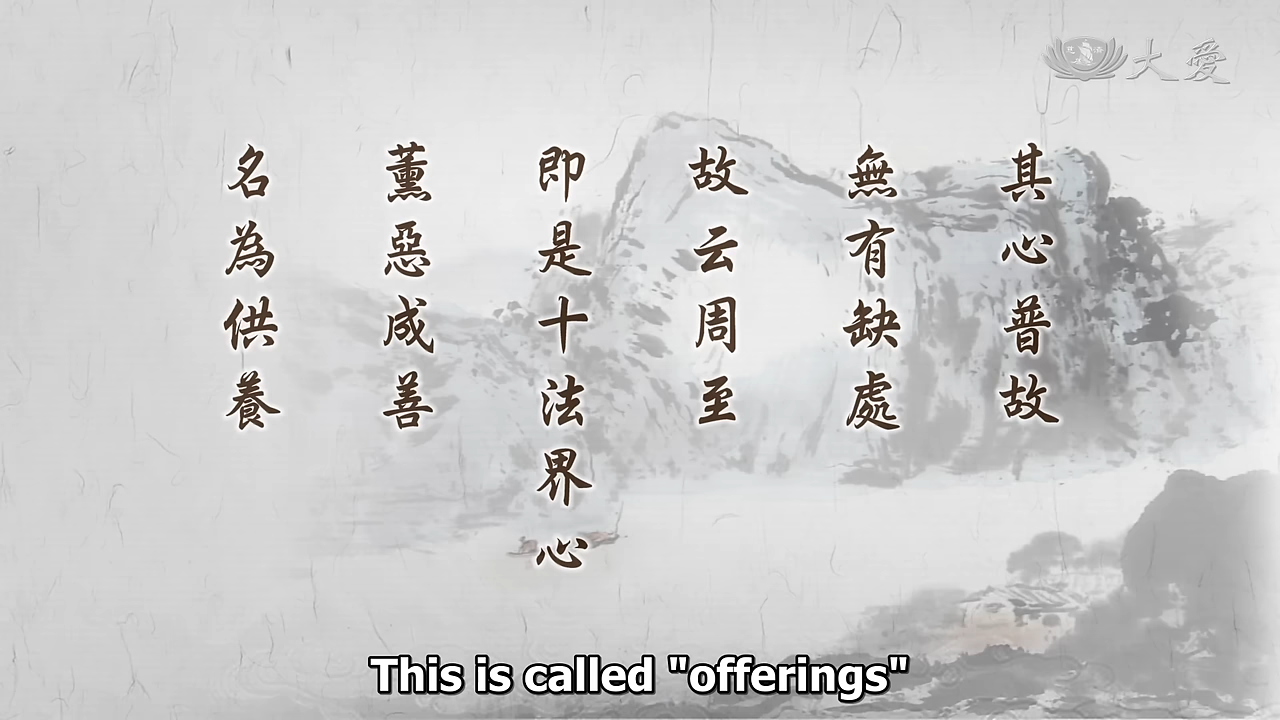 大愛
其心普故
無有缺處
故云周至
即是十法界心
薰惡成善
名為供養
This is called "offerings"